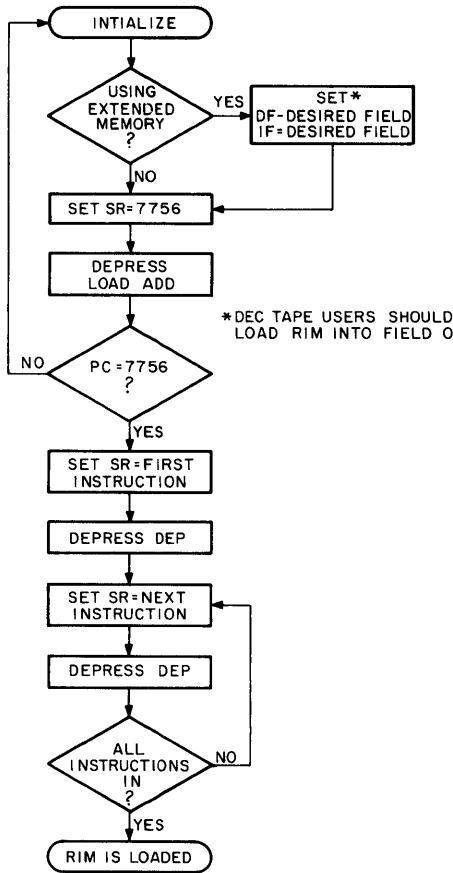 INTIALIZE
USING
EXTENDED
MEMORY
?
YES
SET*
DF-DESIRED FIELD
IF=DESIRED FIELD
NO
SET SR=7756
DEPRESS
LOAD ADD
*DEC TAPE USERS SHOULD
LOAD RIM INTO FIELD O
NO
PC=7756
?
YES
SET SR=FIRST
INSTRUCTION
DEPRESS DEP
SET SR=NEXT
INSTRUCTION
DEPRESS DEP
ALL
INSTRUCTIONS
IN
?
NO
YES
RIM IS LOADED